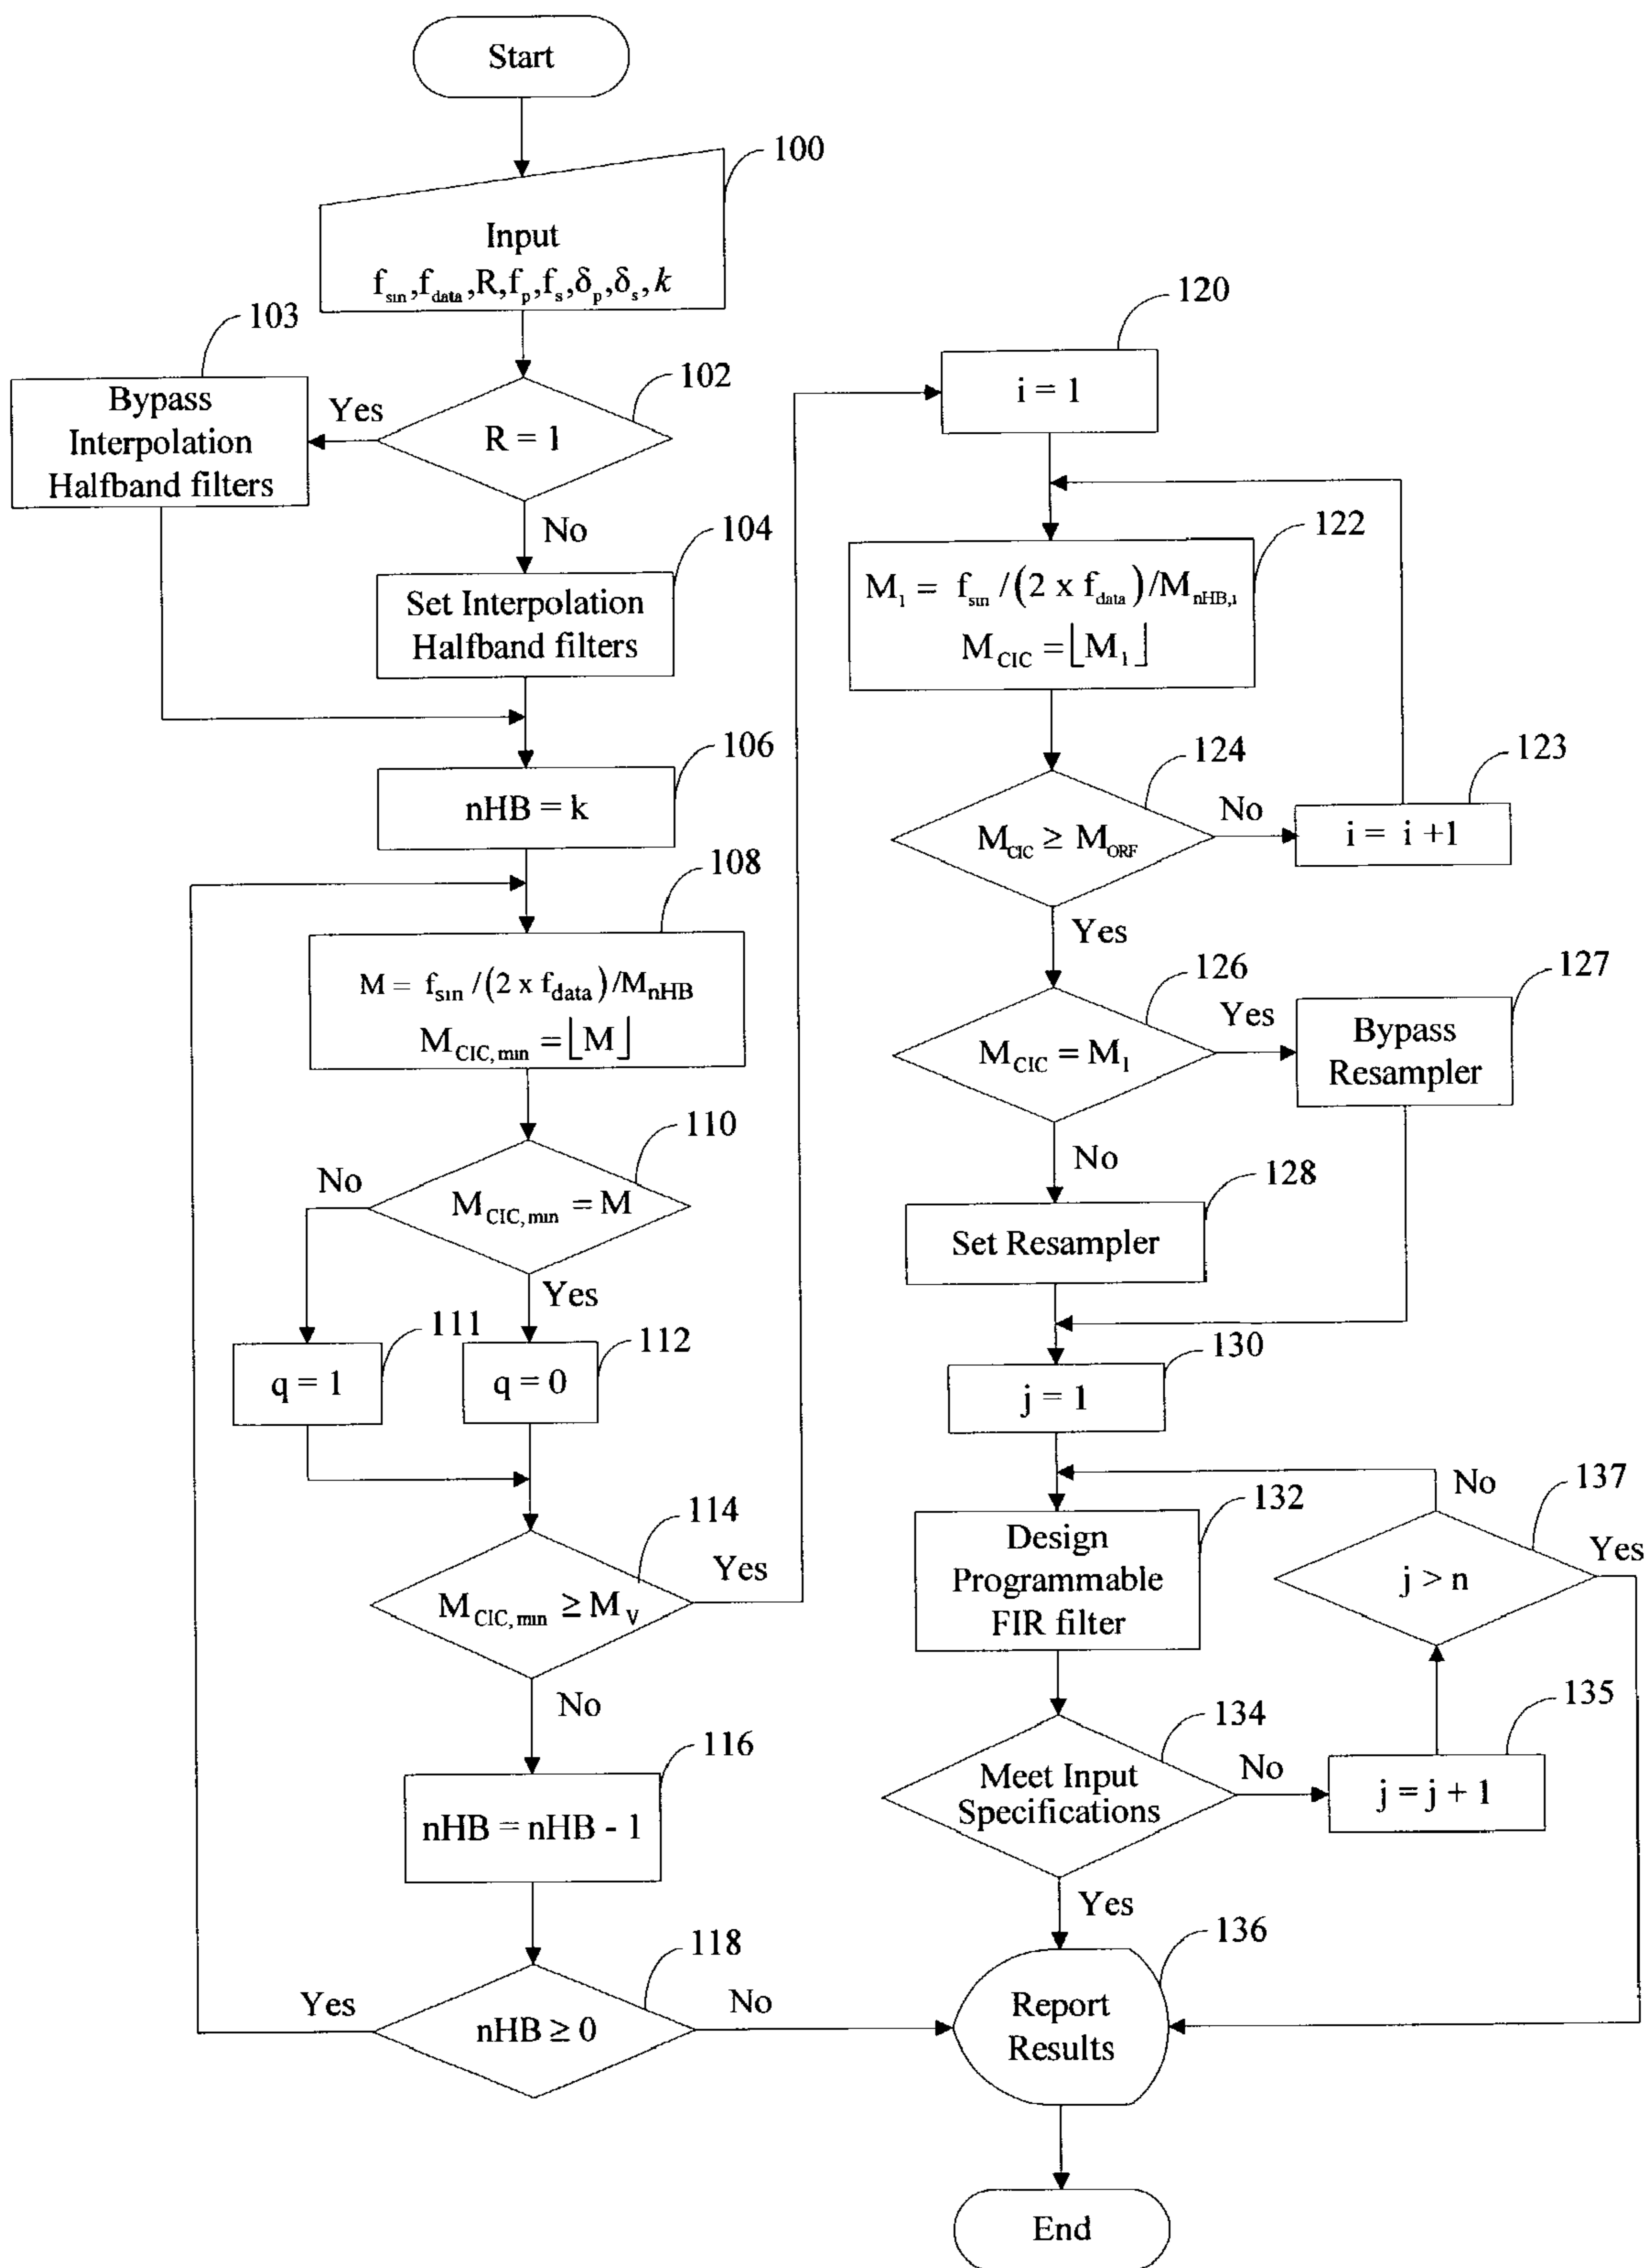 Start
100
Input
f_sin, f_data, R, f_p, f_s, δ_p, δ_s, k
103
Bypass
Interpolation
Halfband filters
Yes
102
R = 1
No
104
Set Interpolation
Halfband filters
106
nHB = k
108
M = f_sin / (2 x f_data) / M_nHB
M_CIC, min = ⌊M⌋
110
No
M_CIC, min = M
Yes
111
q = 1
112
q = 0
114
M_CIC, min ≥ M_V
Yes
No
116
nHB = nHB - 1
118
Yes
nHB ≥ 0
No
120
i = 1
122
M_1 = f_sin / (2 x f_data) / M_nHB,i
M_CIC = ⌊M_1⌋
124
M_CIC ≥ M_ORF
No
123
i = i +1
Yes
126
M_CIC = M_1
Yes
127
Bypass
Resampler
No
128
Set Resampler
130
j = 1
132
Design
Programmable
FIR filter
No
137
j > n
Yes
134
Meet Input
Specifications
No
135
j = j + 1
Yes
136
Report
Results
End